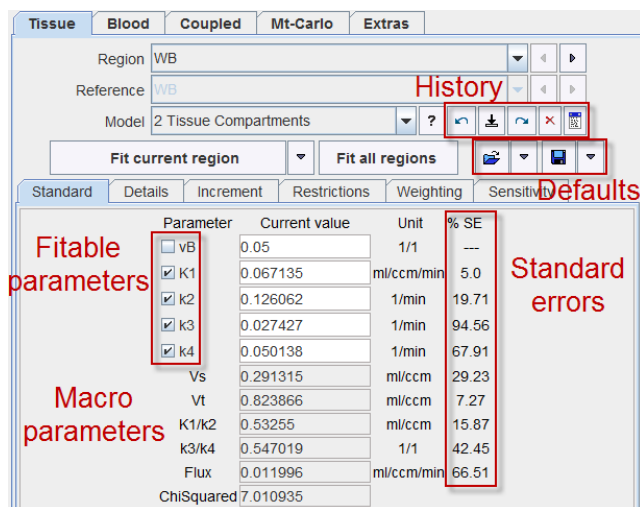 Tissue Blood Coupled Mt-Carlo Extras
Region WB
Reference WB
History
Model 2 Tissue Compartments ?
Fit current region Fit all regions
Defaults
Standard Details Increment Restrictions Weighting Sensitivity
Parameter Current value Unit % SE
vB 0.05 1/1 ---
K1 0.067135 ml/ccm/min 5.0
k2 0.126062 1/min 19.71
k3 0.027427 1/min 94.56
k4 0.050138 1/min 67.91
Vs 0.291315 ml/ccm 29.23
Vt 0.823866 ml/ccm 7.27
K1/k2 0.53255 ml/ccm 15.87
k3/k4 0.547019 1/1 42.45
Flux 0.011996 ml/ccm/min 66.51
ChiSquared 7.010935
Fitable
parameters
Standard
errors
Macro
parameters